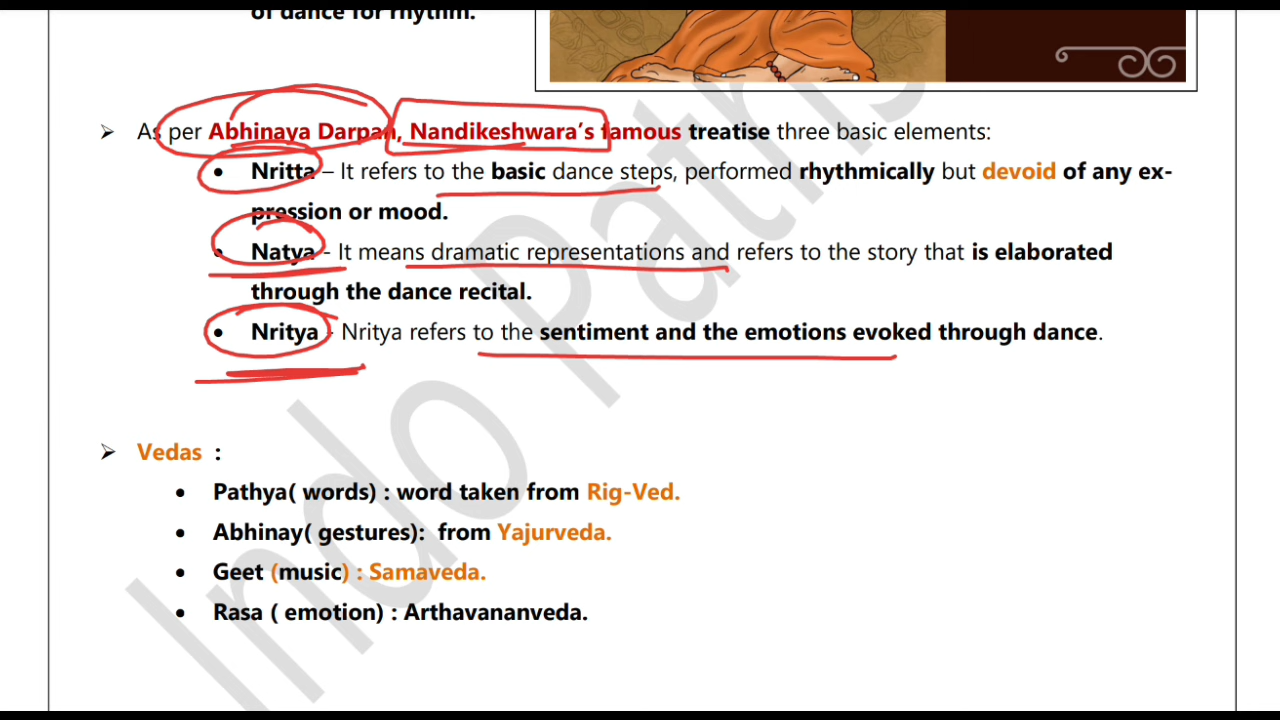 of dance for rhythm.
➢ As per Abhinaya Darpan, Nandikeshwara’s famous treatise three basic elements:
• Nritta – It refers to the basic dance steps, performed rhythmically but devoid of any ex-
pression or mood.
• Natya - It means dramatic representations and refers to the story that is elaborated
through the dance recital.
• Nritya - Nritya refers to the sentiment and the emotions evoked through dance.
➢ Vedas :
• Pathya( words) : word taken from Rig-Ved.
• Abhinay( gestures): from Yajurveda.
• Geet (music) : Samaveda.
• Rasa ( emotion) : Arthavananveda.
Indo Paths